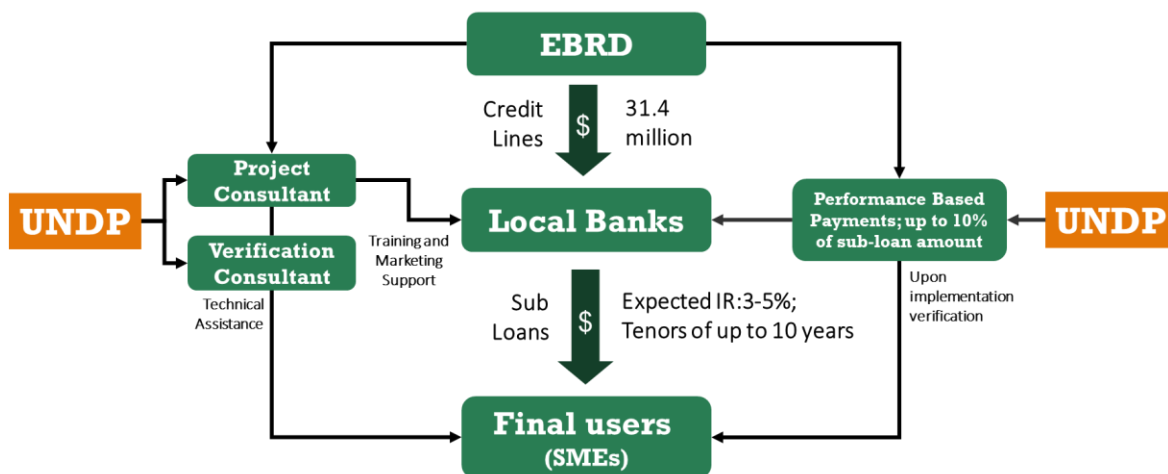 EBRD
Credit
Lines
$
31.4
million
Project
Consultant
UNDP
Verification
Consultant
Training and
Marketing
Support
Technical
Assistance
Local Banks
Performance Based
Payments; up to 10%
of sub-loan amount
UNDP
Upon
implementation
verification
Sub
Loans
$
Expected IR:3-5%;
Tenors of up to 10 years
Final users
(SMEs)